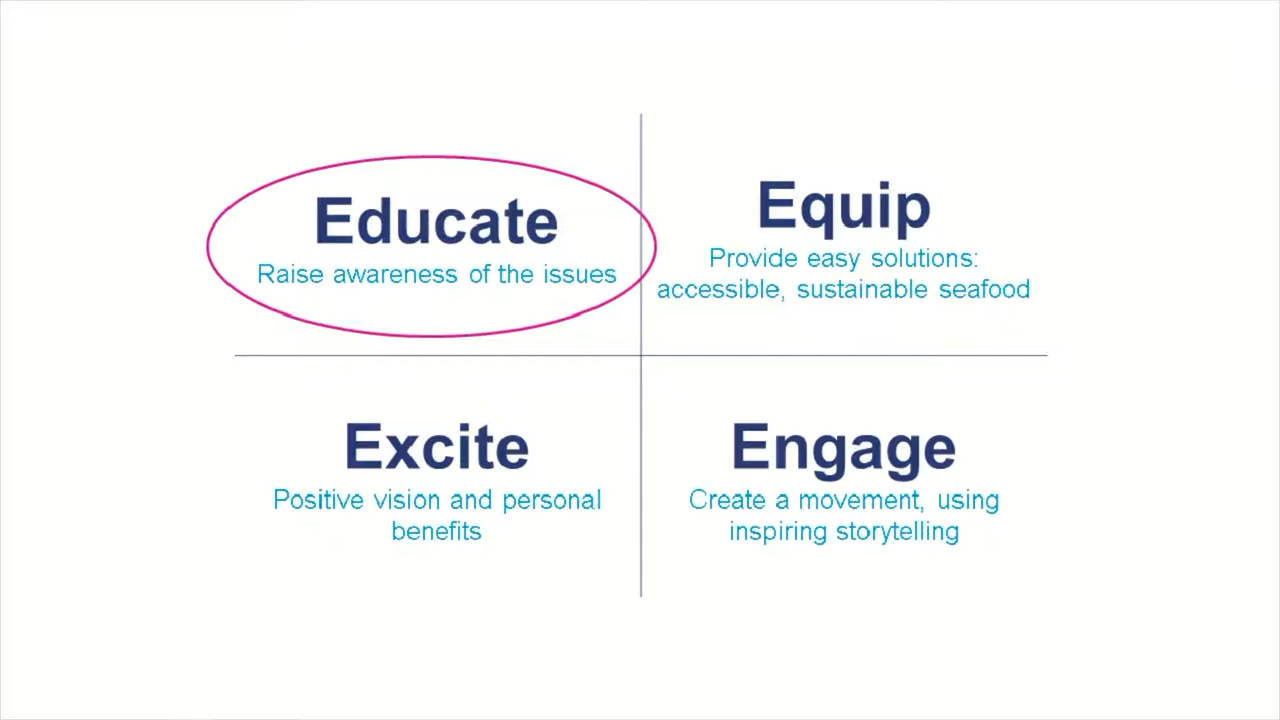 Educate
Raise awareness of the issues
Equip
Provide easy solutions:
accessible, sustainable seafood
Excite
Positive vision and personal
benefits
Engage
Create a movement, using
inspiring storytelling